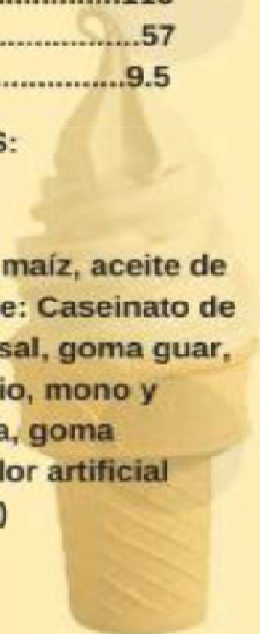 ..................57
..................9.5
S:
maíz, aceite de
e: Caseinato de
sal, goma guar,
io, mono y
a, goma
lor artificial
)